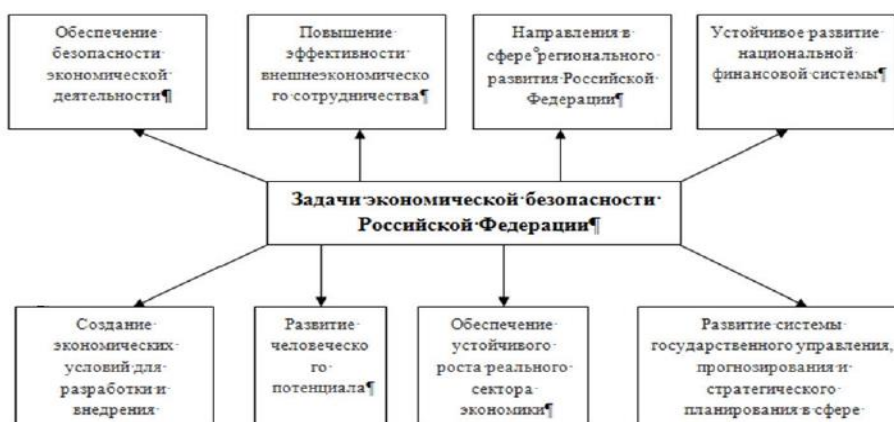 Обеспечение
безопасности
экономической
деятельности¶
Повышение
эффективности
внешнеэкономическо
го сотрудничества¶
Направления в
сфере°регионального
развития Российской
Федерации¶
Устойчивое развитие
национальной
финансовой системы¶
Задачи·экономической·безопасности·
Российской·Федерации¶
Создание
экономических
условий для
разработки и
внедрения
Развитие
человеческо
го
потенциала¶
Обеспечение
устойчивого
роста реального
сектора
экономики¶
Развитие системы
государственного управления,
прогнозирования и
стратегического
планирования в сфере